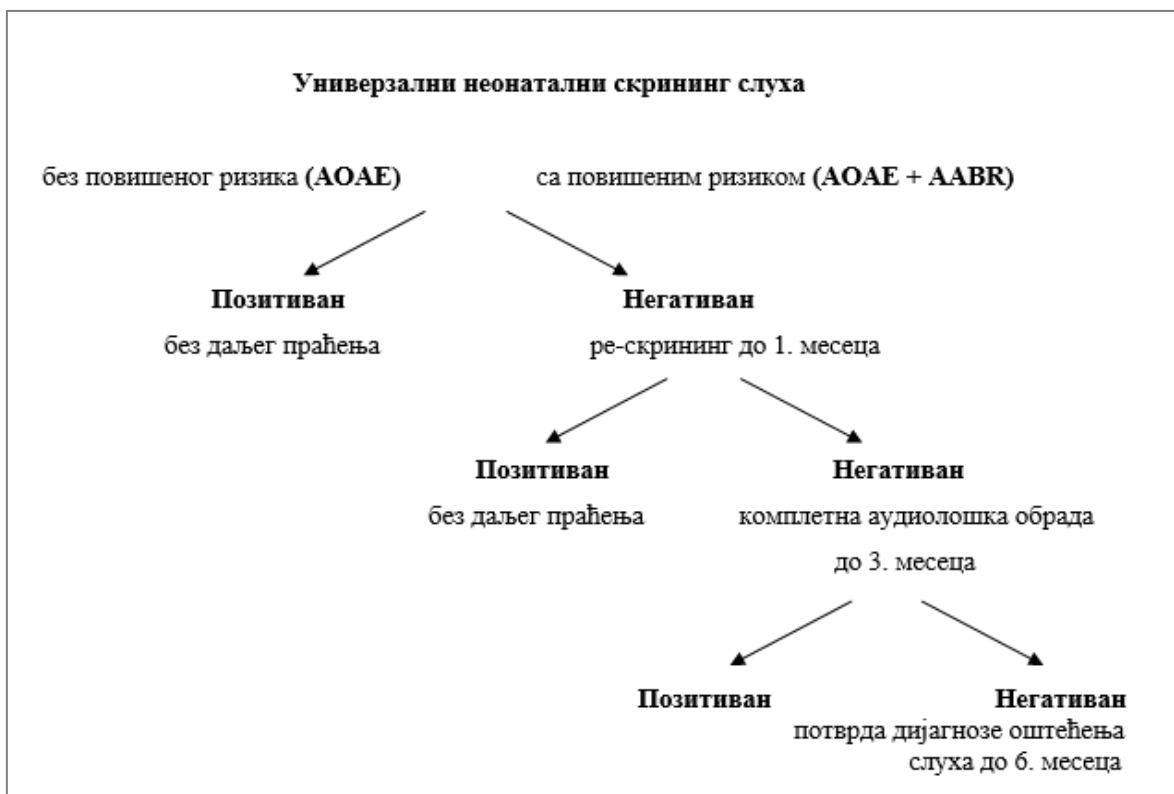 Универзални неонатални скрининг слуха
без повишеног ризика (АОАЕ) са повишеним ризиком (АОАЕ + AABR)
Позитиван Негативан
без даљег праћења ре-скрининг до 1. месеца
Позитиван Негативан
без даљег праћења комплетна аудиолошка обрада
до 3. месеца
Позитиван Негативан
потврда дијагнозе оштећења
слуха до 6. месеца